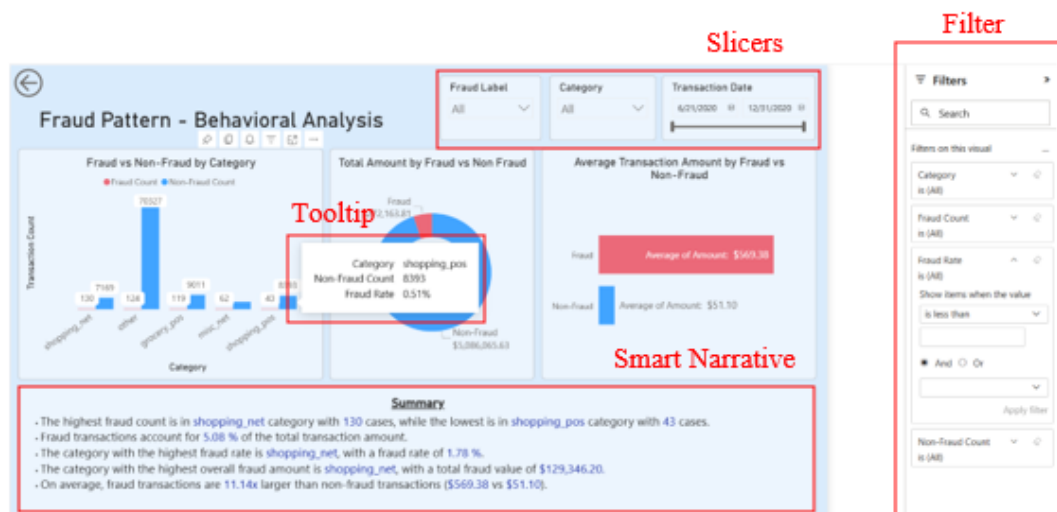 Filter
Slicers
Filters
Search
Filters on this visual
Category
is (All)
Fraud Count
is (All)
Fraud Rate
is (All)
Show items when the value
is less than
And Or
Apply filter
Non-Fraud Count
is (All)
Fraud Label
All
Category
All
Transaction Date
6/21/2020 12/31/2020
Fraud Pattern - Behavioral Analysis
Fraud vs Non-Fraud by Category
Fraud Count Non-Fraud Count
Transaction Count
70327
7169
130
124
9011
119
62
43
8393
shopping_net
other
grocery_pos
misc_net
shopping_pos
Category
Total Amount by Fraud vs Non Fraud
Fraud
Tooltip
Category shopping_pos
Non-Fraud Count 8393
Fraud Rate 0.51%
Non-Fraud
$5,086,065.63
Average Transaction Amount by Fraud vs
Non-Fraud
Fraud
Average of Amount: $569.38
Non-Fraud
Average of Amount: $51.10
Smart Narrative
Summary
• The highest fraud count is in shopping_net category with 130 cases, while the lowest is in shopping_pos category with 43 cases.
• Fraud transactions account for 5.08 % of the total transaction amount.
• The category with the highest fraud rate is shopping_net, with a fraud rate of 1.78 %.
• The category with the highest overall fraud amount is shopping_net, with a total fraud value of $129,346.20.
• On average, fraud transactions are 11.14x larger than non-fraud transactions ($569.38 vs $51.10).